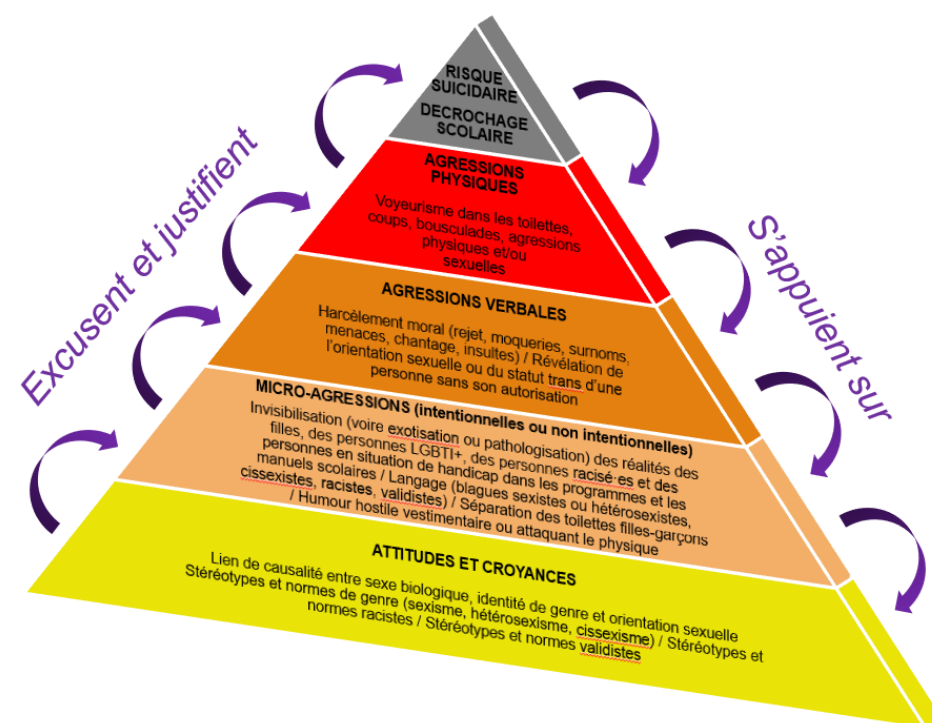 RISQUE
SUICIDAIRE
DECROCHAGE
SCOLAIRE
AGRESSIONS
PHYSIQUES
Voyeurisme dans les toilettes,
coups, bousculades, agressions
physiques et/ou
sexuelles
AGRESSIONS VERBALES
Harcèlement moral (rejet, moqueries, surnoms,
menaces, chantage, insultes) / Révélation de
l'orientation sexuelle ou du statut trans d'une
personne sans son autorisation
MICRO-AGRESSIONS (intentionnelles ou non intentionnelles)
Invisibilisation (voire exotisation ou pathologisation) des réalités des
filles, des personnes LGBTI+, des personnes racisé·es et des
personnes en situation de handicap dans les programmes et les
manuels scolaires / Langage (blagues sexistes ou hétérosexistes,
cissexistes, racistes, validistes) / Séparation des toilettes filles-garçons
/ Humour hostile vestimentaire ou attaquant le physique
ATTITUDES ET CROYANCES
Lien de causalité entre sexe biologique, identité de genre et orientation sexuelle
Stéréotypes et normes de genre (sexisme, hétérosexisme, cissexisme) / Stéréotypes et
normes racistes / Stéréotypes et normes validistes
Excusent et justifient
S'appuient sur